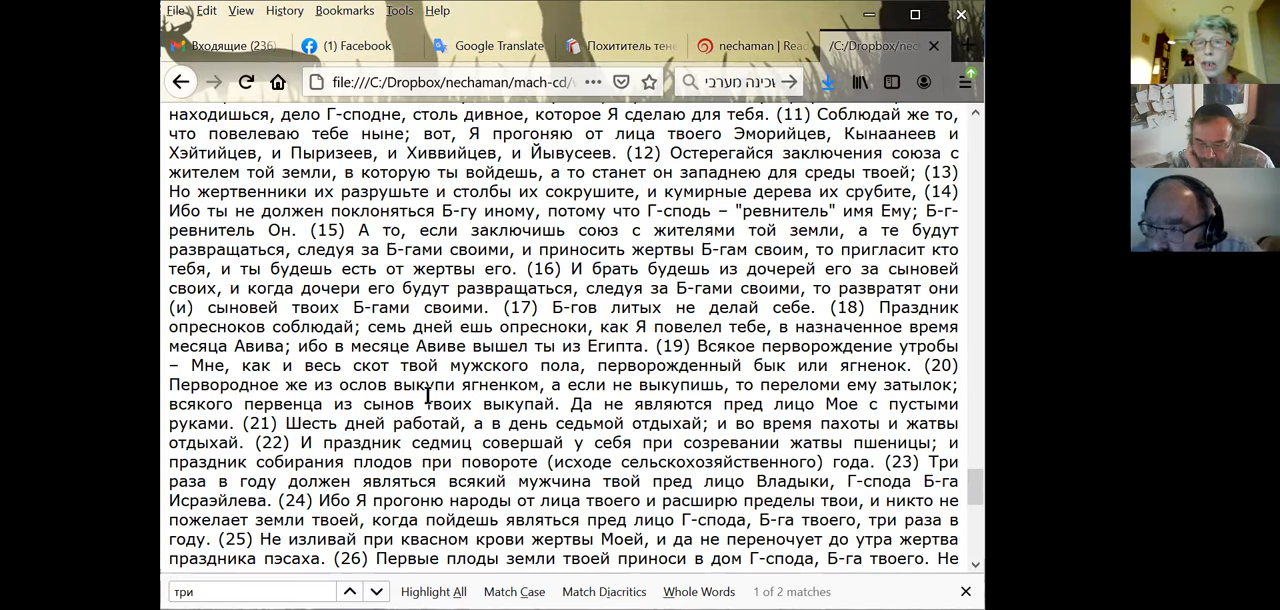 File Edit View History Bookmarks Tools Help
Входящие (236)
(1) Facebook
Google Translate
Похититель тене
nechaman | Rea
/C:/Dropbox/nec
file:///C:/Dropbox/nechaman/mach-cd/
שכינה מערבי
находишься, дело Г-сподне, столь дивное, которое Я сделаю для тебя. (11) Соблюдай же то,
что повелеваю тебе ныне; вот, Я прогоняю от лица твоего Эморийцев, Кынаанеев и
Хэйтийцев, и Пыризеев, и Хиввийцев, и Йывусеев. (12) Остерегайся заключения союза с
жителем той земли, в которую ты войдешь, а то станет он западнею для среды твоей; (13)
Но жертвенники их разрушьте и столбы их сокрушите, и кумирные дерева их срубите, (14)
Ибо ты не должен поклоняться Б-гу иному, потому что Г-сподь – "ревнитель" имя Ему; Б-г-
ревнитель Он. (15) А то, если заключишь союз с жителями той земли, а те будут
развращаться, следуя за Б-гами своими, и приносить жертвы Б-гам своим, то пригласит кто
тебя, и ты будешь есть от жертвы его. (16) И брать будешь из дочерей его за сыновей
своих, и когда дочери его будут развращаться, следуя за Б-гами своими, то развратят они
(и) сыновей твоих Б-гами своими. (17) Б-гов литых не делай себе. (18) Праздник
опресноков соблюдай; семь дней ешь опресноки, как Я повелел тебе, в назначенное время
месяца Авива; ибо в месяце Авиве вышел ты из Египта. (19) Всякое перворождение утробы
– Мне, как и весь скот твой мужского пола, перворожденный бык или ягненок. (20)
Первородное же из ослов выкупи ягненком, а если не выкупишь, то переломи ему затылок;
всякого первенца из сынов твоих выкупай. Да не являются пред лицо Мое с пустыми
руками. (21) Шесть дней работай, а в день седьмой отдыхай; и во время пахоты и жатвы
отдыхай. (22) И праздник седмиц совершай у себя при созревании жатвы пшеницы; и
праздник собирания плодов при повороте (исходе сельскохозяйственного) года. (23) Три
раза в году должен являться всякий мужчина твой пред лицо Владыки, Г-спода Б-га
Исраэйлева. (24) Ибо Я прогоню народы от лица твоего и расширю пределы твои, и никто не
пожелает земли твоей, когда пойдешь являться пред лицо Г-спода, Б-га твоего, три раза в
году. (25) Не изливай при квасном крови жертвы Моей, и да не переночует до утра жертва
праздника пэсаха. (26) Первые плоды земли твоей приноси в дом Г-спода, Б-га твоего. Не
три
Highlight All Match Case Match Diacritics Whole Words 1 of 2 matches